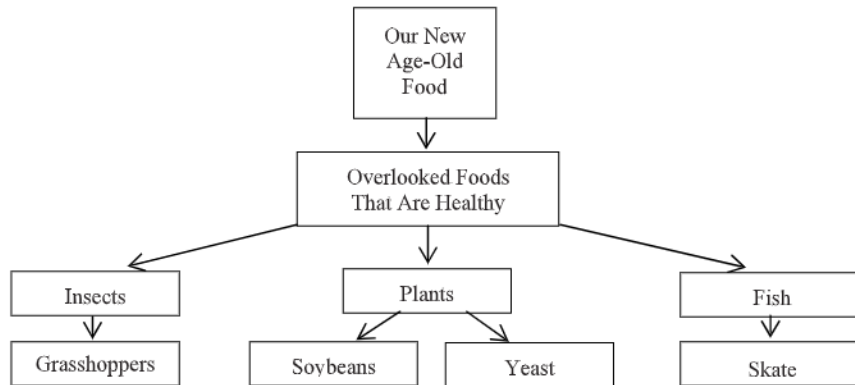 Our New
Age-Old
Food
Overlooked Foods
That Are Healthy
Insects
Plants
Fish
Grasshoppers
Soybeans
Yeast
Skate